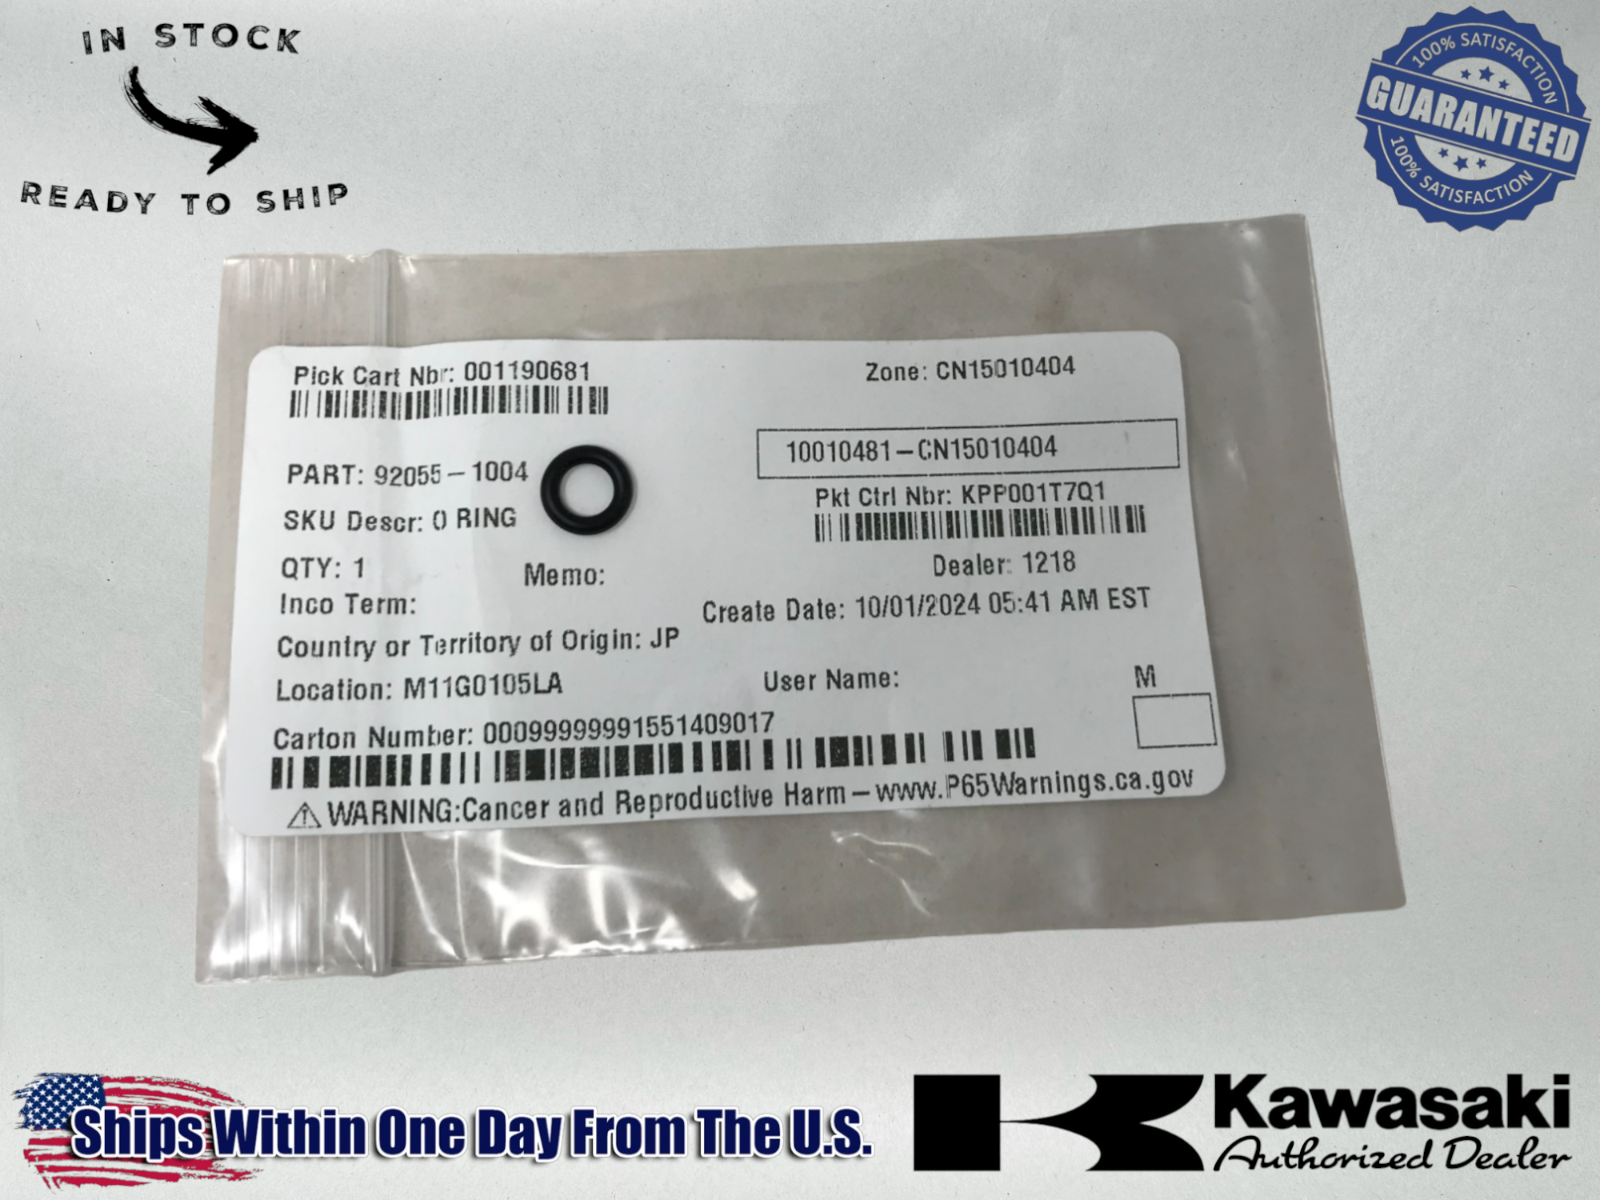 IN STOCK
READY TO SHIP
100% SATISFACTION
GUARANTEED
100% SATISFACTION
Pick Cart Nbr: 001190681
Zone: CN15010404
10010481-CN15010404
PART: 92055-1004
Pkt Ctrl Nbr: KPP001T7Q1
SKU Descr: O RING
QTY: 1
Memo:
Dealer: 1218
Inco Term:
Create Date: 10/01/2024 05:41 AM EST
Country or Territory of Origin: JP
Location: M11G0105LA
User Name:
M
Carton Number: 00099999991551409017
⚠ WARNING:Cancer and Reproductive Harm-www.P65Warnings.ca.gov
Ships Within One Day From The U.S.
Kawasaki
Authorized Dealer